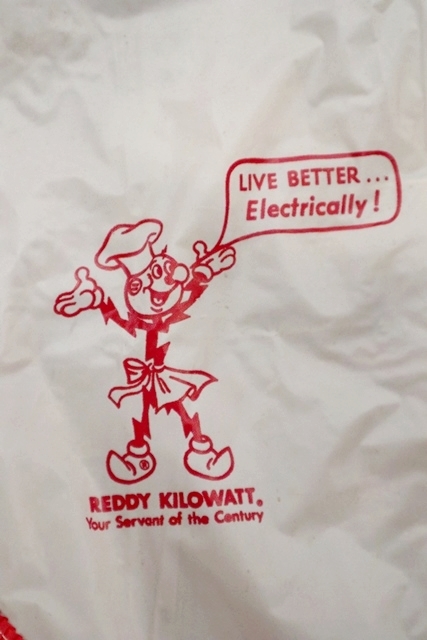 LIVE BETTER...
Electrically!
®
REDDY KILOWATT®
Your Servant of the Century